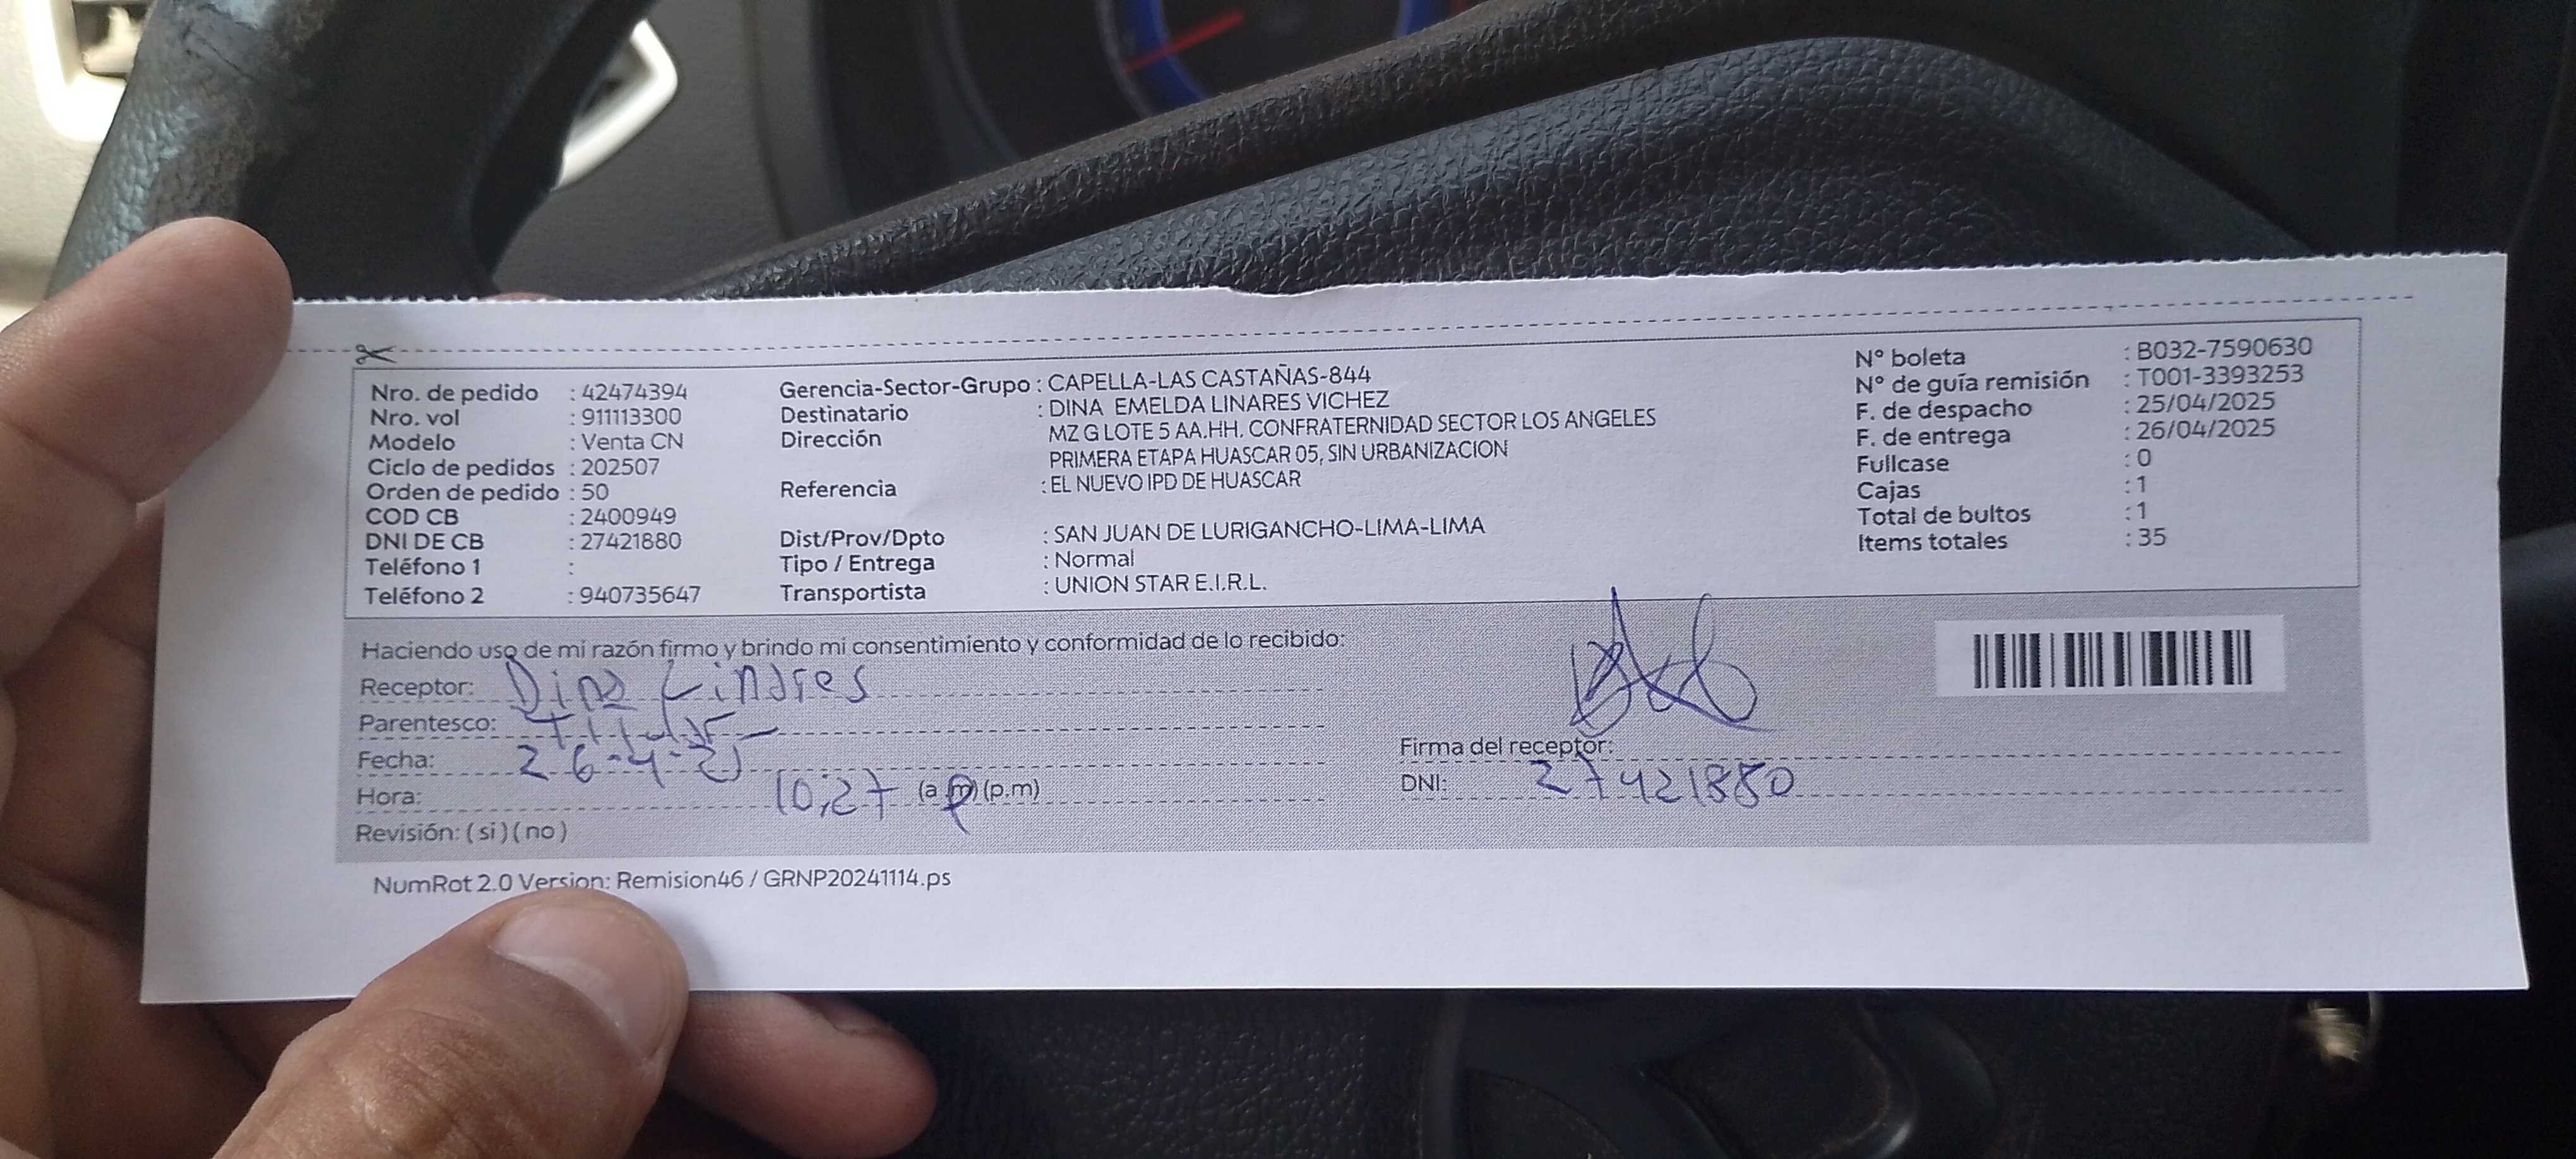 Nro. de pedido : 42474394
Nro. vol : 911113300
Modelo : Venta CN
Ciclo de pedidos : 202507
Orden de pedido : 50
COD CB : 2400949
DNI DE CB : 27421880
Teléfono 1 :
Teléfono 2 : 940735647
Gerencia-Sector-Grupo : CAPELLA-LAS CASTAÑAS-844
Destinatario : DINA EMELDA LINARES VICHEZ
Dirección MZ G LOTE 5 AA.HH. CONFRATERNIDAD SECTOR LOS ANGELES
PRIMERA ETAPA HUASCAR 05, SIN URBANIZACION
Referencia : EL NUEVO IPD DE HUASCAR
Dist/Prov/Dpto : SAN JUAN DE LURIGANCHO-LIMA-LIMA
Tipo / Entrega : Normal
Transportista : UNION STAR E.I.R.L.
N° boleta : B032-7590630
N° de guía remisión : T001-3393253
F. de despacho : 25/04/2025
F. de entrega : 26/04/2025
Fullcase : 0
Cajas : 1
Total de bultos : 1
Items totales : 35
Haciendo uso de mi razón firmo y brindo mi consentimiento y conformidad de lo recibido:
Receptor: Dina Linares
Parentesco: Titular
Fecha: 26-4-25
Hora: 10:27 (a.m) (p.m)
Revisión: (si) (no)
Firma del receptor:
DNI: 27421880
NumRot 2.0 Version: Remision46 / GRNP20241114.ps